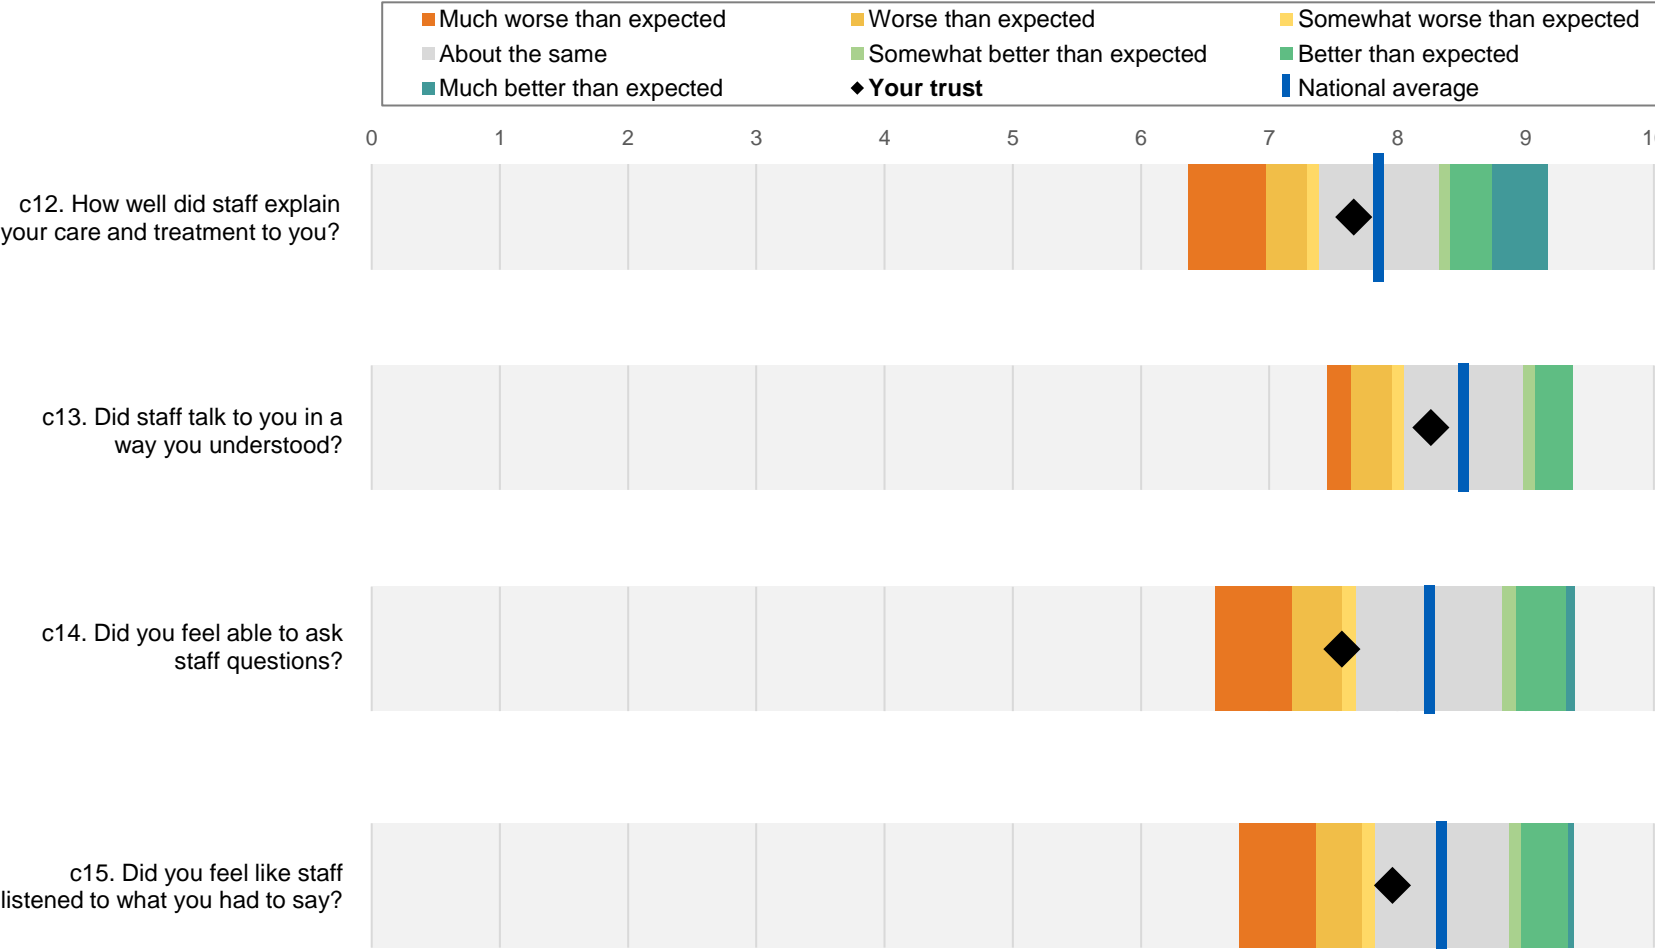 Much worse than expected Worse than expected Somewhat worse than expected
About the same Somewhat better than expected Better than expected
Much better than expected Your trust National average
0 1 2 3 4 5 6 7 8 9
c12. How well did staff explain
your care and treatment to you?
c13. Did staff talk to you in a
way you understood?
c14. Did you feel able to ask
staff questions?
c15. Did you feel like staff
listened to what you had to say?